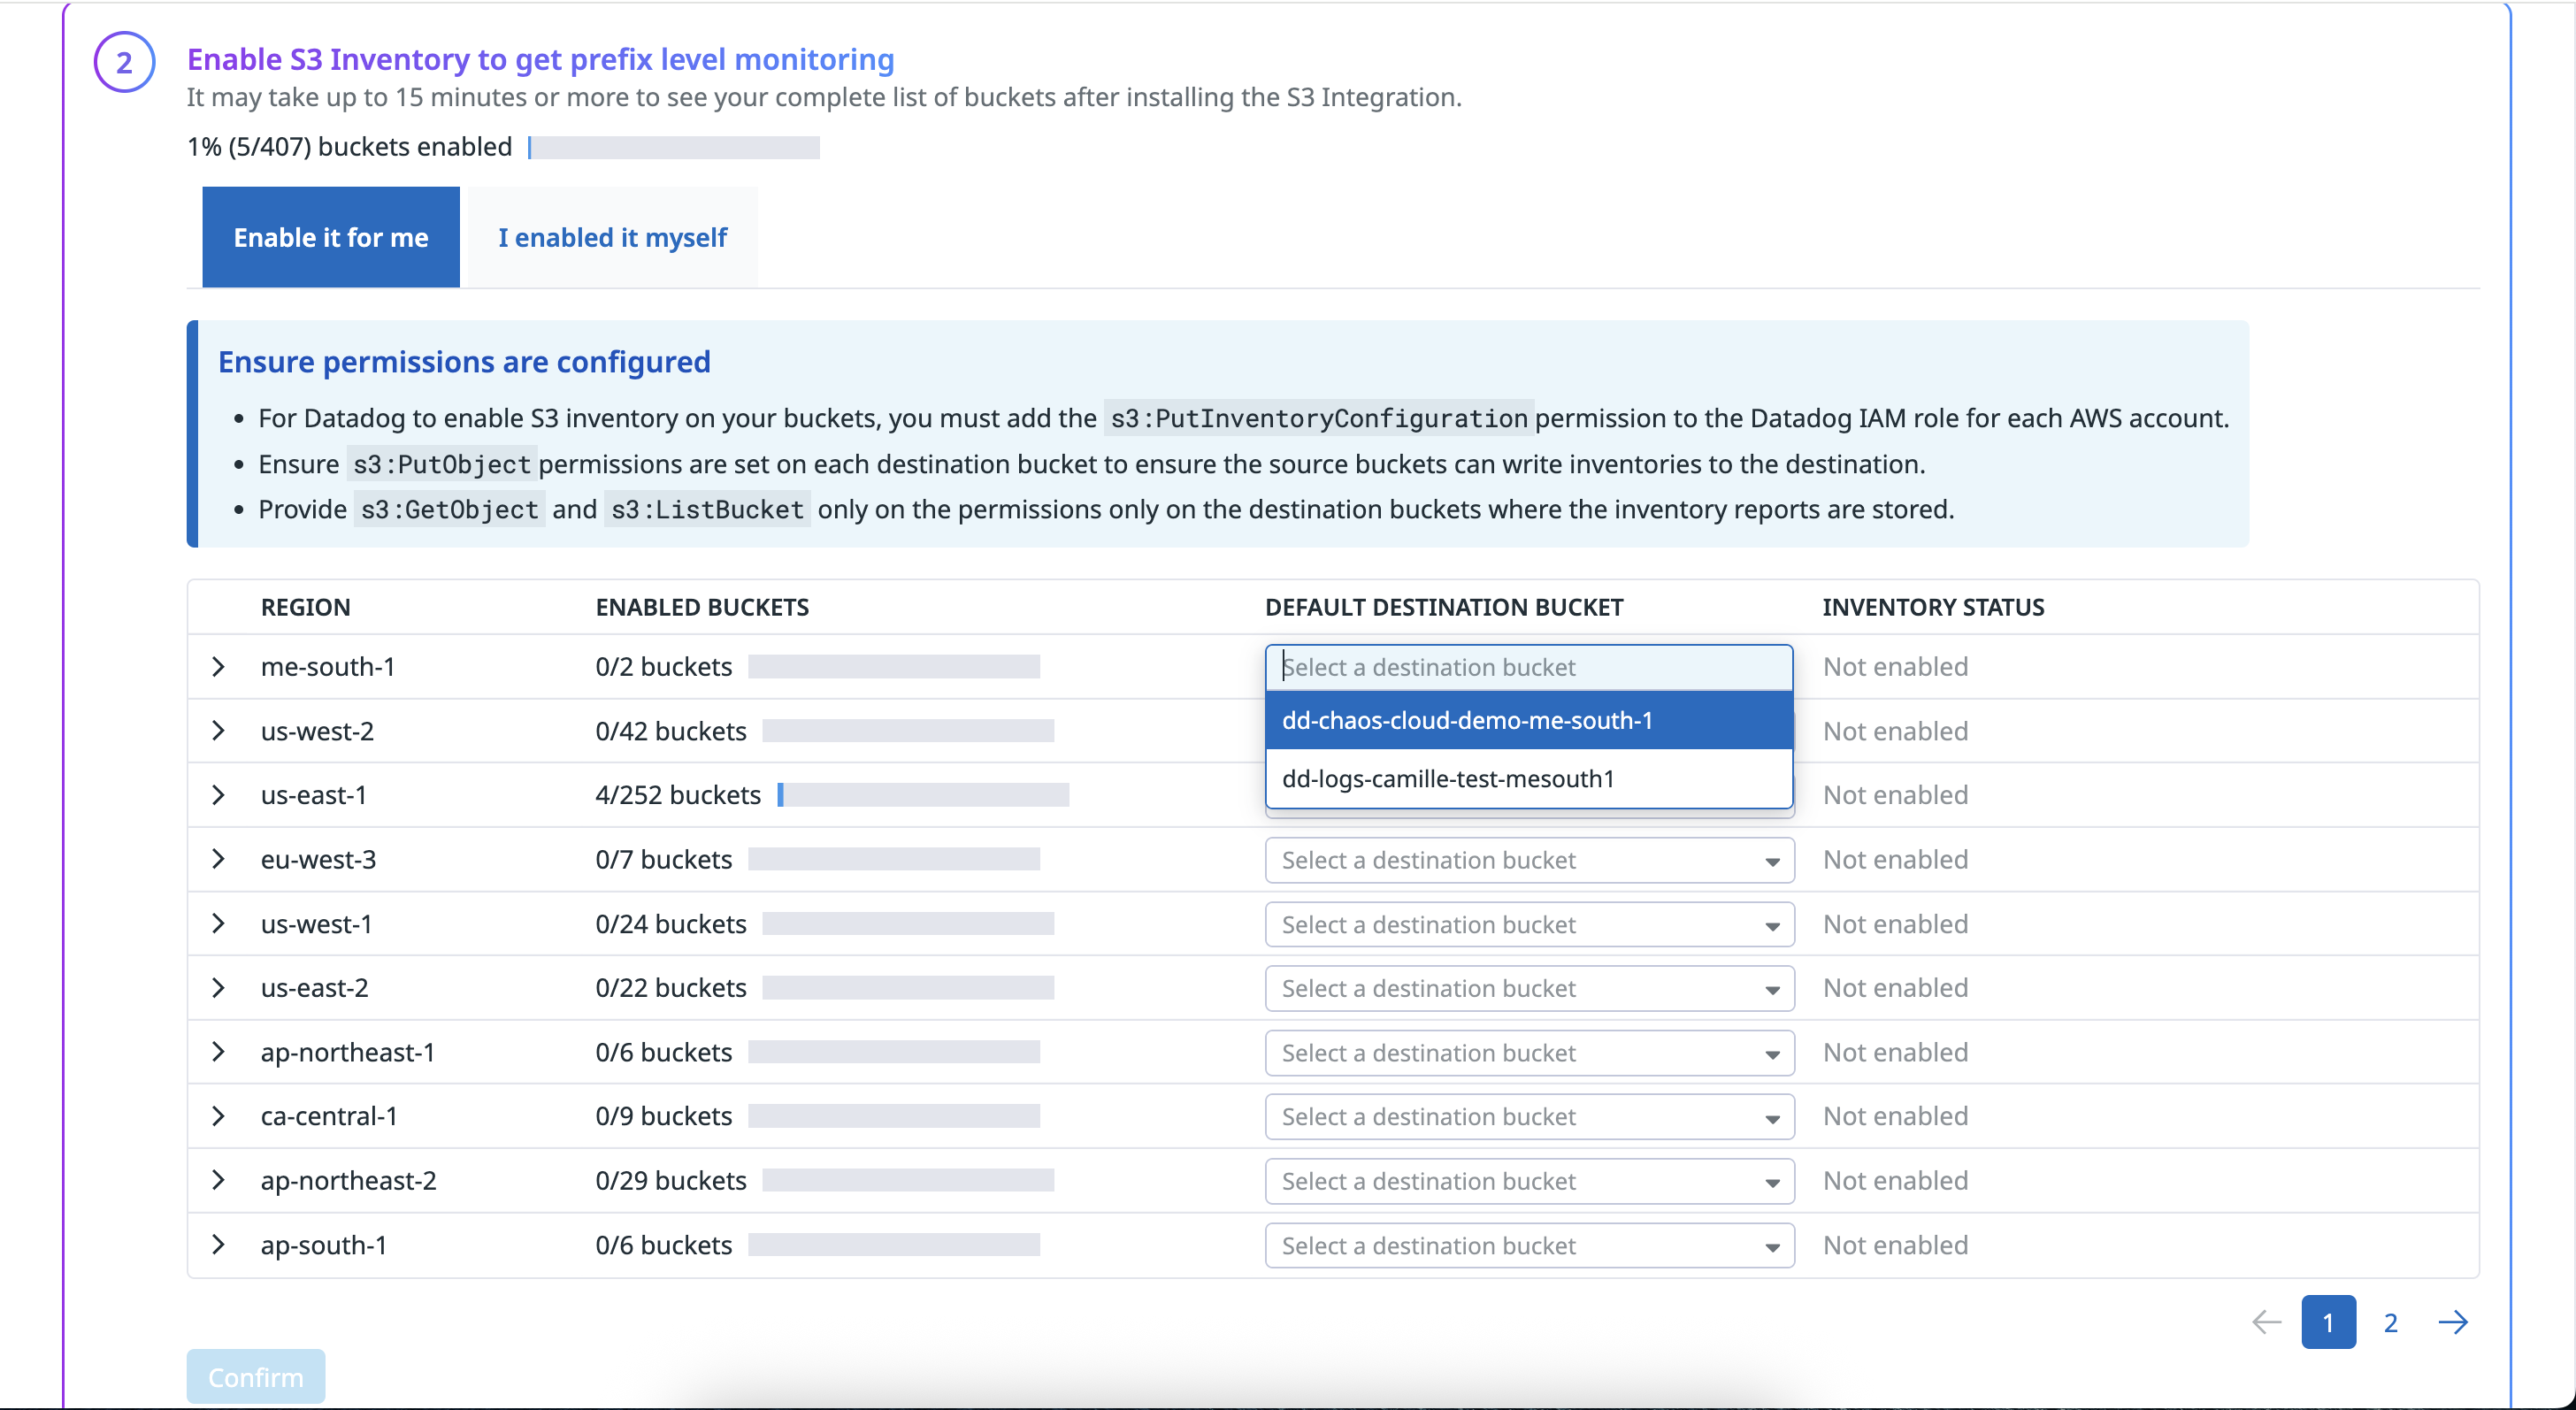 2
Enable S3 Inventory to get prefix level monitoring
It may take up to 15 minutes or more to see your complete list of buckets after installing the S3 Integration.
1% (5/407) buckets enabled
Enable it for me
I enabled it myself
Ensure permissions are configured
• For Datadog to enable S3 inventory on your buckets, you must add the s3:PutInventoryConfiguration permission to the Datadog IAM role for each AWS account.
• Ensure s3:PutObject permissions are set on each destination bucket to ensure the source buckets can write inventories to the destination.
• Provide s3:GetObject and s3:ListBucket only on the permissions only on the destination buckets where the inventory reports are stored.
REGION ENABLED BUCKETS DEFAULT DESTINATION BUCKET INVENTORY STATUS
me-south-1 0/2 buckets Select a destination bucket Not enabled
dd-chaos-cloud-demo-me-south-1
us-west-2 0/42 buckets Not enabled
dd-logs-camille-test-mesouth1
us-east-1 4/252 buckets Not enabled
eu-west-3 0/7 buckets Select a destination bucket Not enabled
us-west-1 0/24 buckets Select a destination bucket Not enabled
us-east-2 0/22 buckets Select a destination bucket Not enabled
ap-northeast-1 0/6 buckets Select a destination bucket Not enabled
ca-central-1 0/9 buckets Select a destination bucket Not enabled
ap-northeast-2 0/29 buckets Select a destination bucket Not enabled
ap-south-1 0/6 buckets Select a destination bucket Not enabled
1 2
Confirm